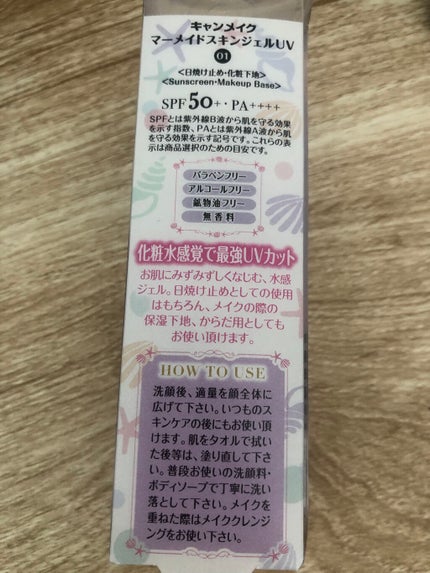 キャンメイク
マーメイドスキンジェルUV
01
<日焼け止め・化粧下地>
<Sunscreen・Makeup Base>
SPF50+・PA++++
SPFとは紫外線B波から肌を守る効果
を示す指数、PAとは紫外線A波から肌
を守る効果を示す記号です。これらの表
示は商品選択のための目安です。
パラベンフリー
アルコールフリー
鉱物油フリー
無香料
化粧水感覚で最強UVカット
お肌にみずみずしくなじむ、水感
ジェル。日焼け止めとしての使用
はもちろん、メイクの際の
保湿下地、からだ用としても
お使い頂けます。
HOW TO USE
洗顔後、適量を顔全体に
広げて下さい。いつものス
キンケアの後にもお使い頂
けます。肌をタオルで拭い
た後等は、塗り直して下さ
い。普段お使いの洗顔料・
ボディソープで丁寧に洗い
落として下さい。メイクを
重ねた際はメイククレンジ
ングをお使い下さい。